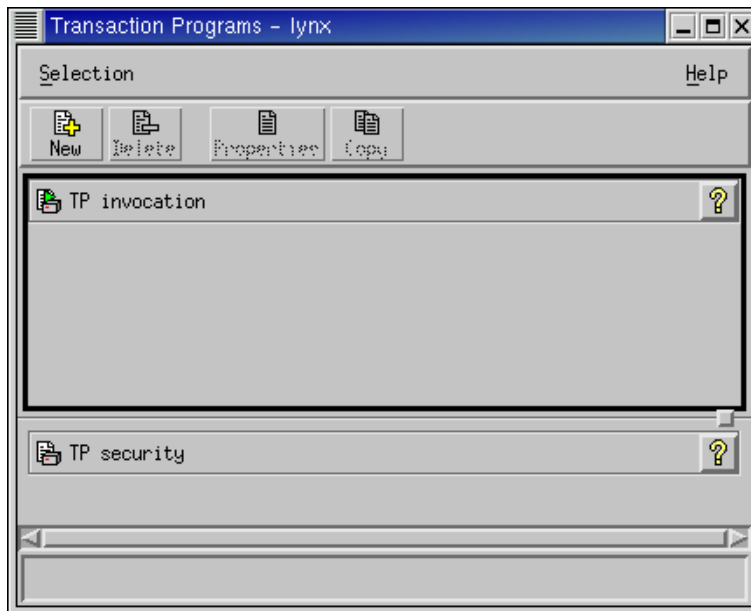 Transaction Programs – lynx
Selection Help
New Delete Properties Copy
TP invocation
TP security